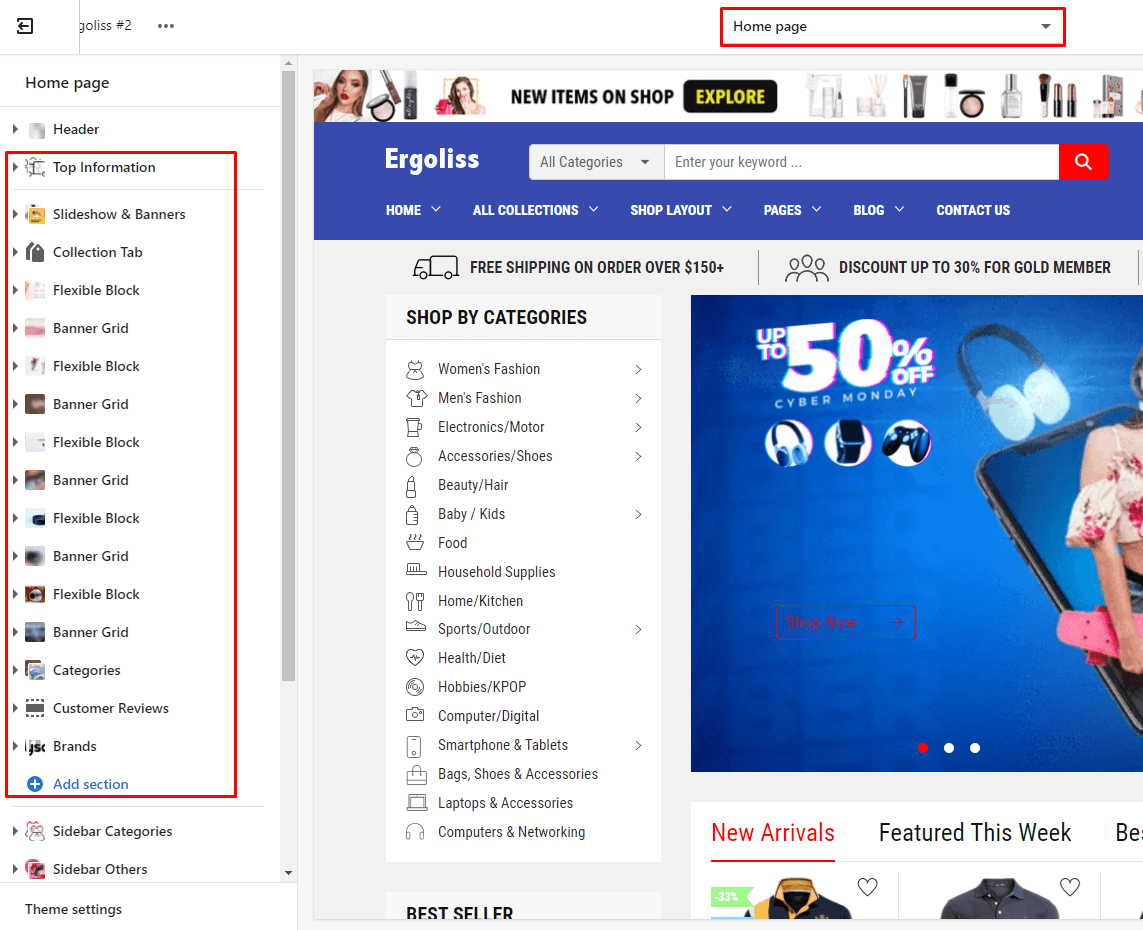 goliss #2
Home page
Home page
Header
Top Information
Slideshow & Banners
Collection Tab
Flexible Block
Banner Grid
Flexible Block
Banner Grid
Flexible Block
Banner Grid
Flexible Block
Banner Grid
Flexible Block
Banner Grid
Categories
Customer Reviews
Brands
Add section
Sidebar Categories
Sidebar Others
Theme settings
NEW ITEMS ON SHOP EXPLORE
Ergoliss
All Categories
Enter your keyword ...
HOME ALL COLLECTIONS SHOP LAYOUT PAGES BLOG CONTACT US
FREE SHIPPING ON ORDER OVER $150+
DISCOUNT UP TO 30% FOR GOLD MEMBER
SHOP BY CATEGORIES
Women's Fashion
Men's Fashion
Electronics/Motor
Accessories/Shoes
Beauty/Hair
Baby / Kids
Food
Household Supplies
Home/Kitchen
Sports/Outdoor
Health/Diet
Hobbies/KPOP
Computer/Digital
Smartphone & Tablets
Bags, Shoes & Accessories
Laptops & Accessories
Computers & Networking
BEST SELLER
UP TO 50% OFF
CYBER MONDAY
Shop Now
New Arrivals Featured This Week Bes
-33%